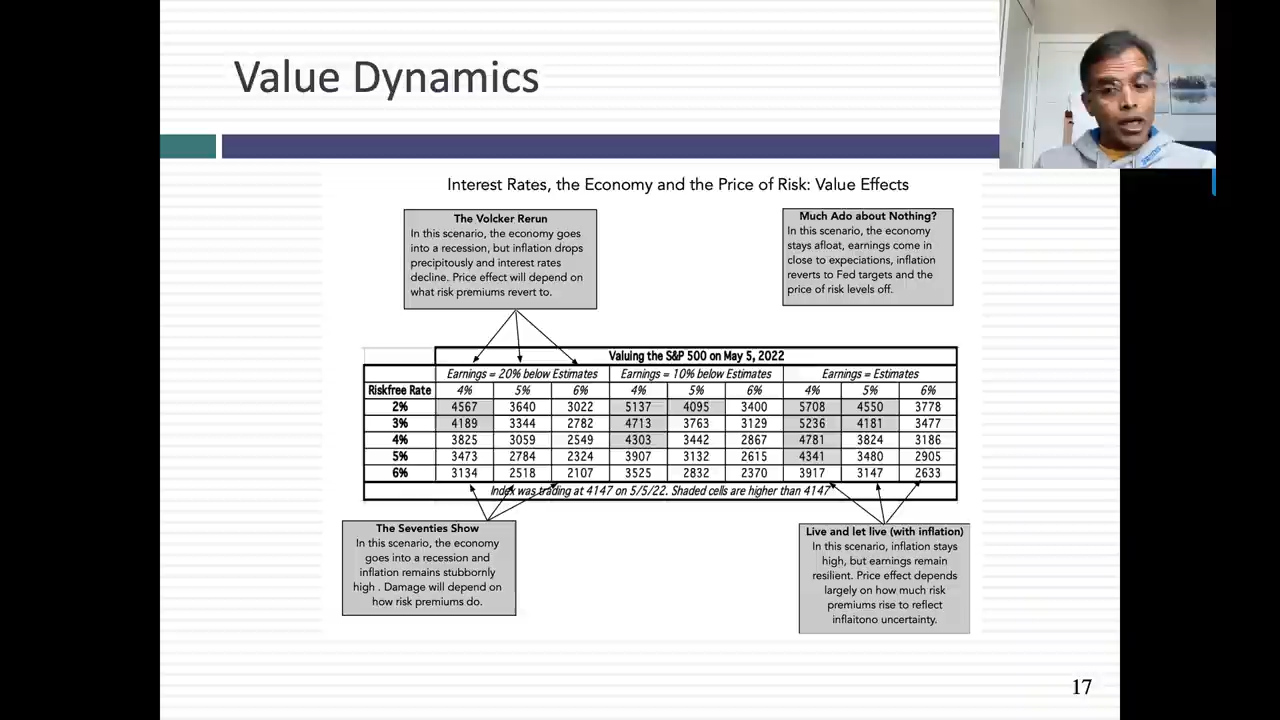 Value Dynamics
Interest Rates, the Economy and the Price of Risk: Value Effects
The Volcker Rerun
In this scenario, the economy goes
into a recession, but inflation drops
precipitously and interest rates
decline. Price effect will depend on
what risk premiums revert to.
Much Ado about Nothing?
In this scenario, the economy
stays afloat, earnings come in
close to expeciations, inflation
reverts to Fed targets and the
price of risk levels off.
Valuing the S&P 500 on May 5, 2022
Earnings = 20% below Estimates Earnings = 10% below Estimates Earnings = Estimates
Riskfree Rate 4% 5% 6% 4% 5% 6% 4% 5% 6%
2% 4567 3640 3022 5137 4095 3400 5708 4550 3778
3% 4189 3344 2782 4713 3763 3129 5236 4181 3477
4% 3825 3059 2549 4303 3442 2867 4781 3824 3186
5% 3473 2784 2324 3907 3132 2615 4341 3480 2905
6% 3134 2518 2107 3525 2832 2370 3917 3147 2633
Index was trading at 4147 on 5/5/22. Shaded cells are higher than 4147
The Seventies Show
In this scenario, the economy
goes into a recession and
inflation remains stubbornly
high . Damage will depend on
how risk premiums do.
Live and let live (with inflation)
In this scenario, inflation stays
high, but earnings remain
resilient. Price effect depends
largely on how much risk
premiums rise to reflect
inflaitono uncertainty.
17